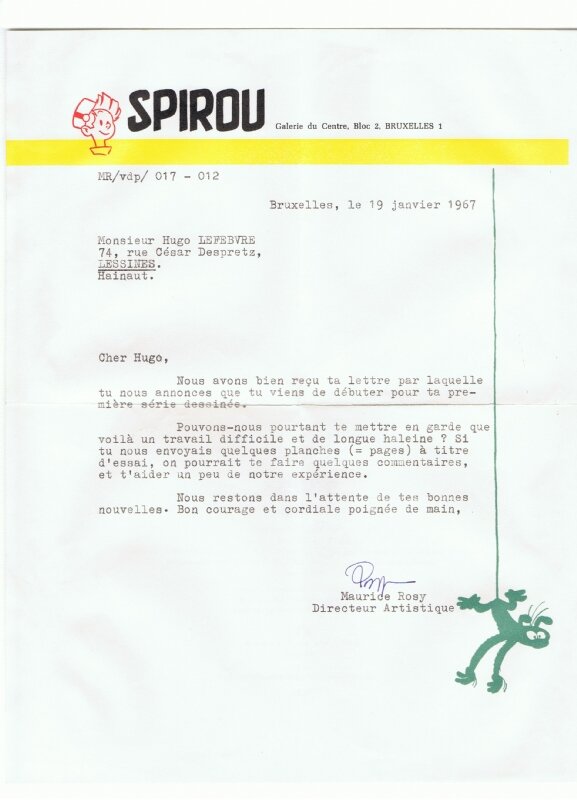 SPIROU
Galerie du Centre, Bloc 2, BRUXELLES 1
MR/vdp/ 017 - 012
Bruxelles, le 19 janvier 1967
Monsieur Hugo LEFEBVRE
74, rue César Despretz,
LESSINES.
Hainaut.
Cher Hugo,
Nous avons bien reçu ta lettre par laquelle
tu nous annonces que tu viens de débuter pour ta pre-
mière série dessinée.
Pouvons-nous pourtant te mettre en garde que
voilà un travail difficile et de longue haleine ? Si
tu nous envoyais quelques planches (= pages) à titre
d'essai, on pourrait te faire quelques commentaires,
et t'aider un peu de notre expérience.
Nous restons dans l'attente de tes bonnes
nouvelles. Bon courage et cordiale poignée de main,
Rosy
Maurice Rosy
Directeur Artistique